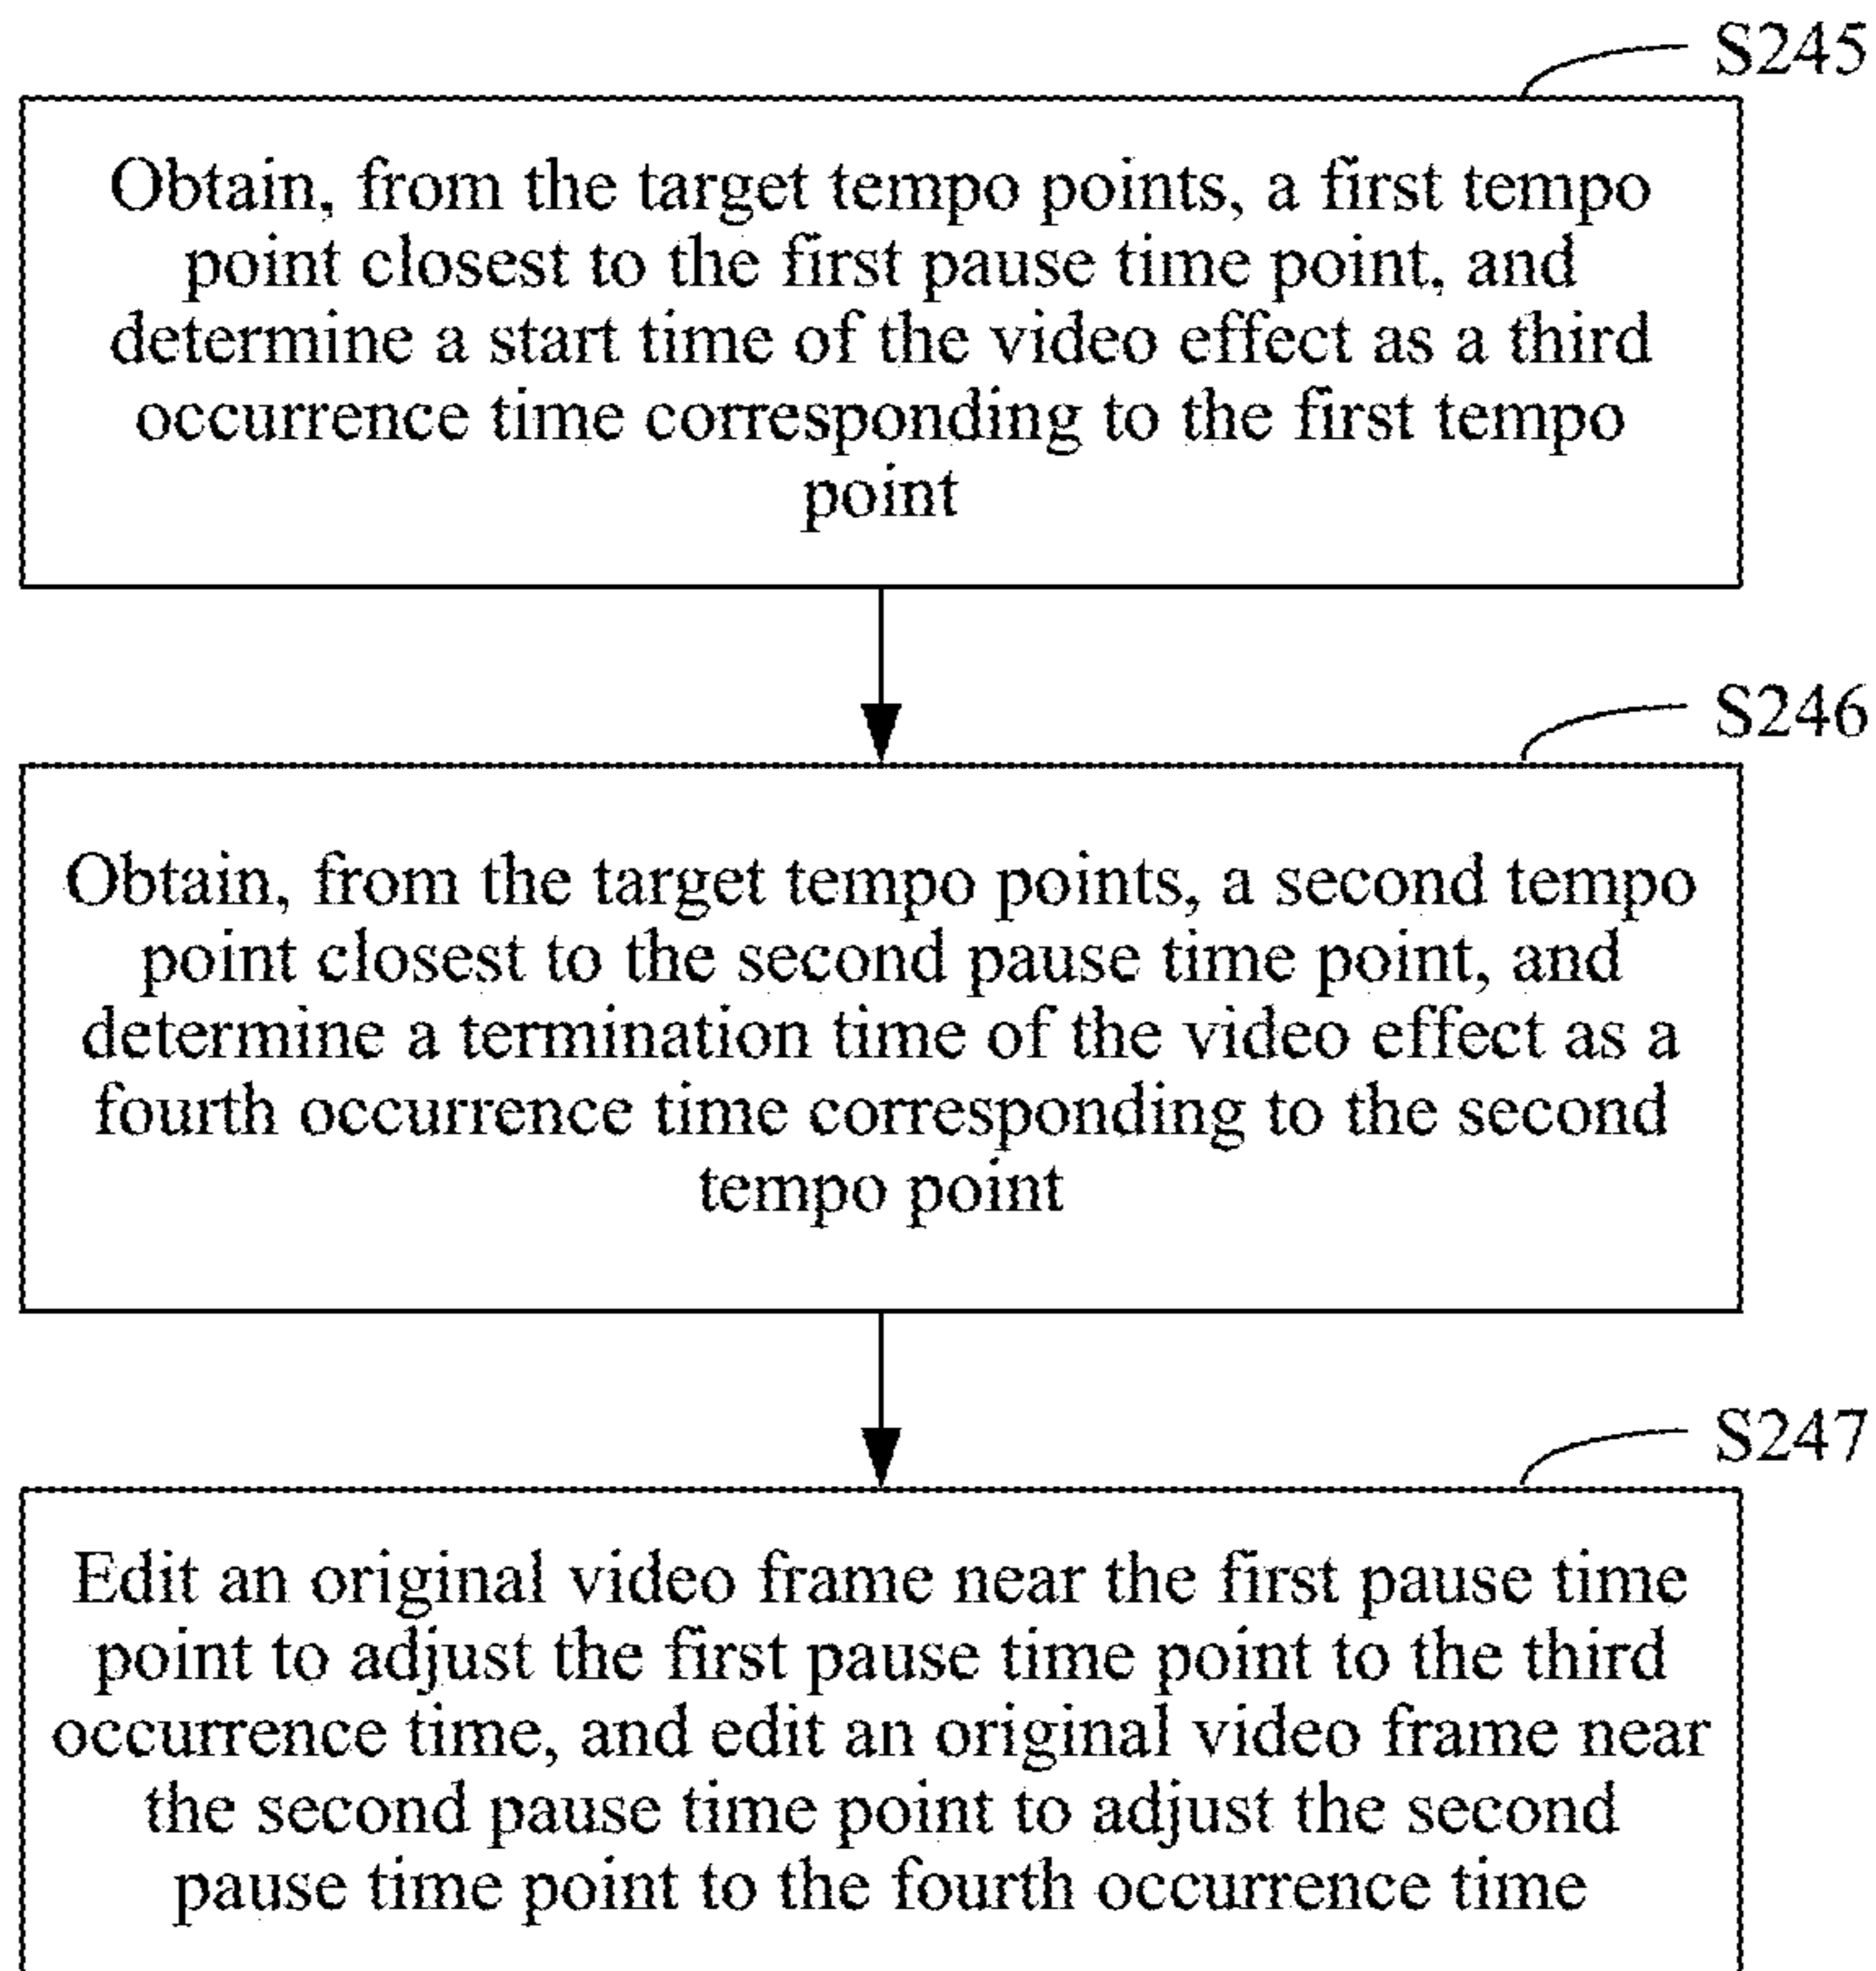 S245
Obtain, from the target tempo points, a first tempo
point closest to the first pause time point, and
determine a start time of the video effect as a third
occurrence time corresponding to the first tempo
point
S246
Obtain, from the target tempo points, a second tempo
point closest to the second pause time point, and
determine a termination time of the video effect as a
fourth occurrence time corresponding to the second
tempo point
S247
Edit an original video frame near the first pause time
point to adjust the first pause time point to the third
occurrence time, and edit an original video frame near
the second pause time point to adjust the second
pause time point to the fourth occurrence time